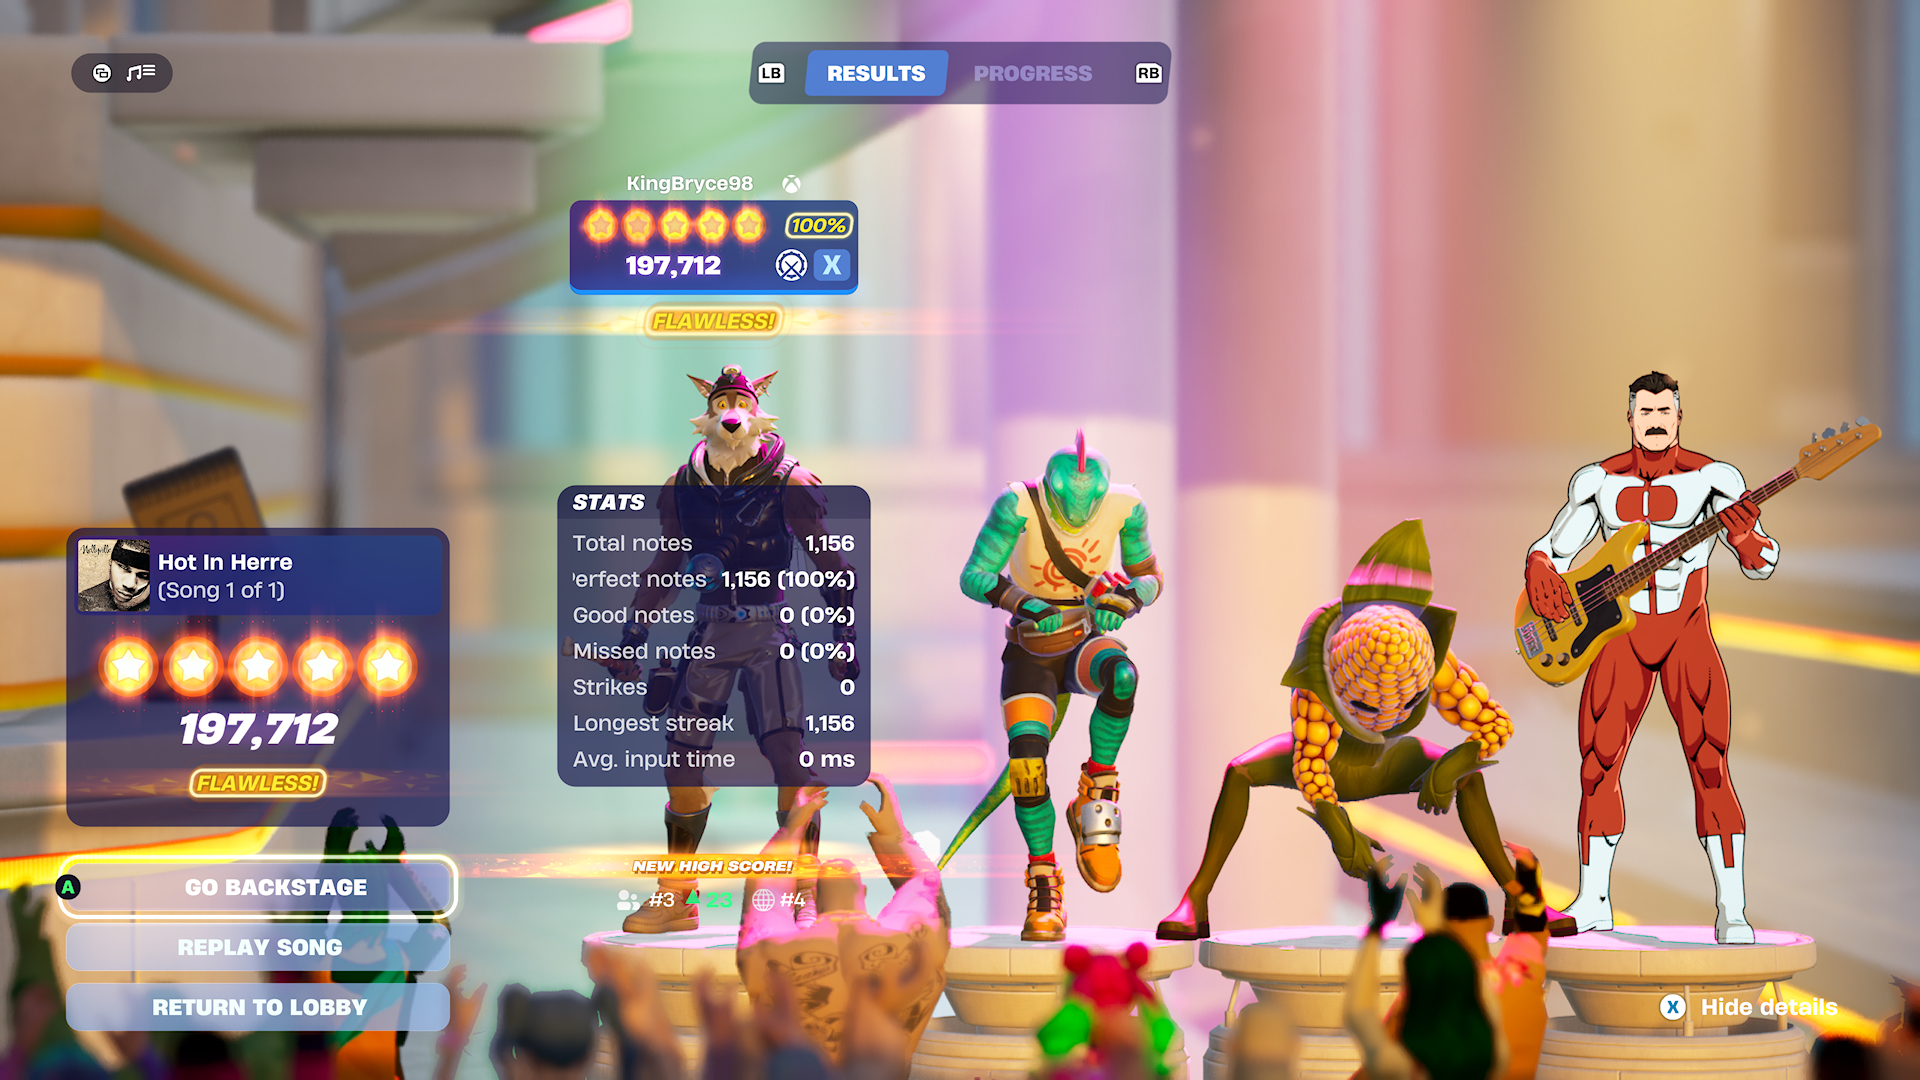 LB RESULTS PROGRESS RB
KingBryce98
100%
197,712 X
FLAWLESS!
STATS
Total notes 1,156
Perfect notes 1,156 (100%)
Good notes 0 (0%)
Missed notes 0 (0%)
Strikes 0
Longest streak 1,156
Avg. input time 0 ms
Nellyville
Hot In Herre
(Song 1 of 1)
197,712
FLAWLESS!
NEW HIGH SCORE!
#3 23 #4
A GO BACKSTAGE
REPLAY SONG
RETURN TO LOBBY
X Hide details